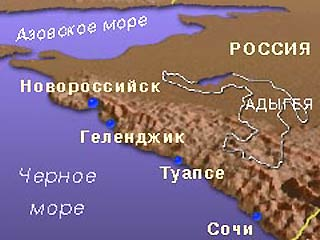 Азовское море
РОССИЯ
Новороссийск
АДЫГЕЯ
Геленджик
Туапсе
Черное
море
Сочи